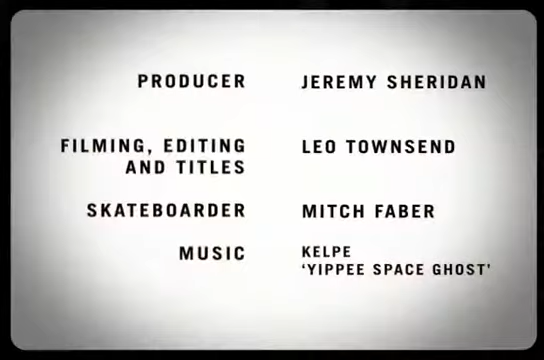 PRODUCER JEREMY SHERIDAN
FILMING, EDITING AND TITLES LEO TOWNSEND
SKATEBOARDER MITCH FABER
MUSIC KELPE
'YIPPEE SPACE GHOST'